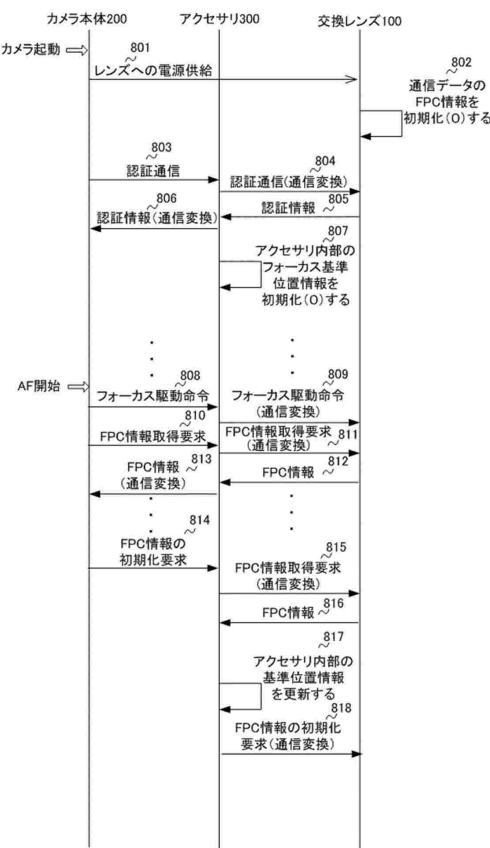 カメラ本体200
アクセサリ300
交換レンズ100
カメラ起動
801
レンズへの電源供給
802
通信データの
FPC情報を
初期化(0)する
803
認証通信
804
認証通信(通信変換)
805
認証情報
806
認証情報(通信変換)
807
アクセサリ内部の
フォーカス基準
位置情報を
初期化(0)する
AF開始
808
フォーカス駆動命令
809
フォーカス駆動命令
(通信変換)
810
FPC情報取得要求
FPC情報取得要求
(通信変換)
811
812
FPC情報
813
FPC情報
(通信変換)
814
FPC情報の
初期化要求
815
FPC情報取得要求
(通信変換)
FPC情報
816
817
アクセサリ内部の
基準位置情報
を更新する
818
FPC情報の初期化
要求(通信変換)